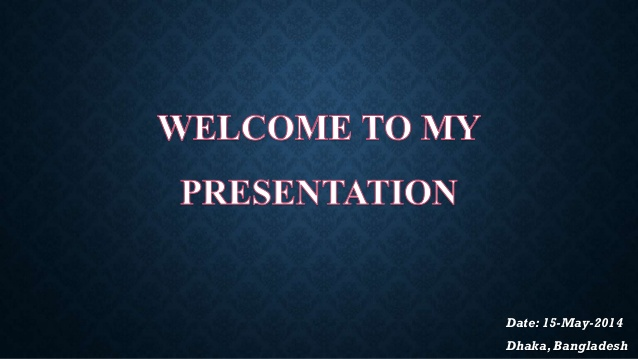 WELCOME TO MY
PRESENTATION
Date: 15-May-2014
Dhaka, Bangladesh